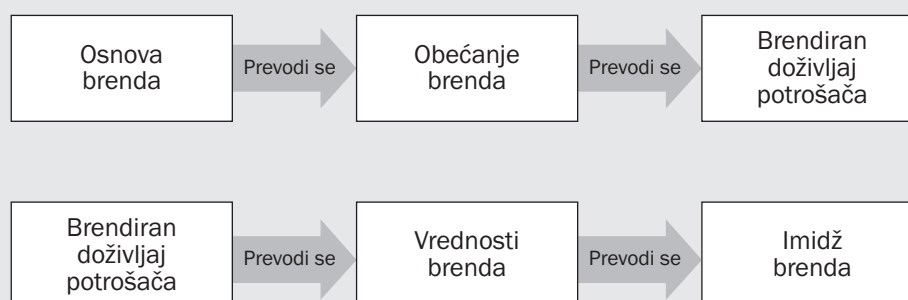 Osnova
brenda
Prevodi se
Obećanje
brenda
Prevodi se
Brendiran
doživljaj
potrošača
Brendiran
doživljaj
potrošača
Prevodi se
Vrednosti
brenda
Prevodi se
Imidž
brenda